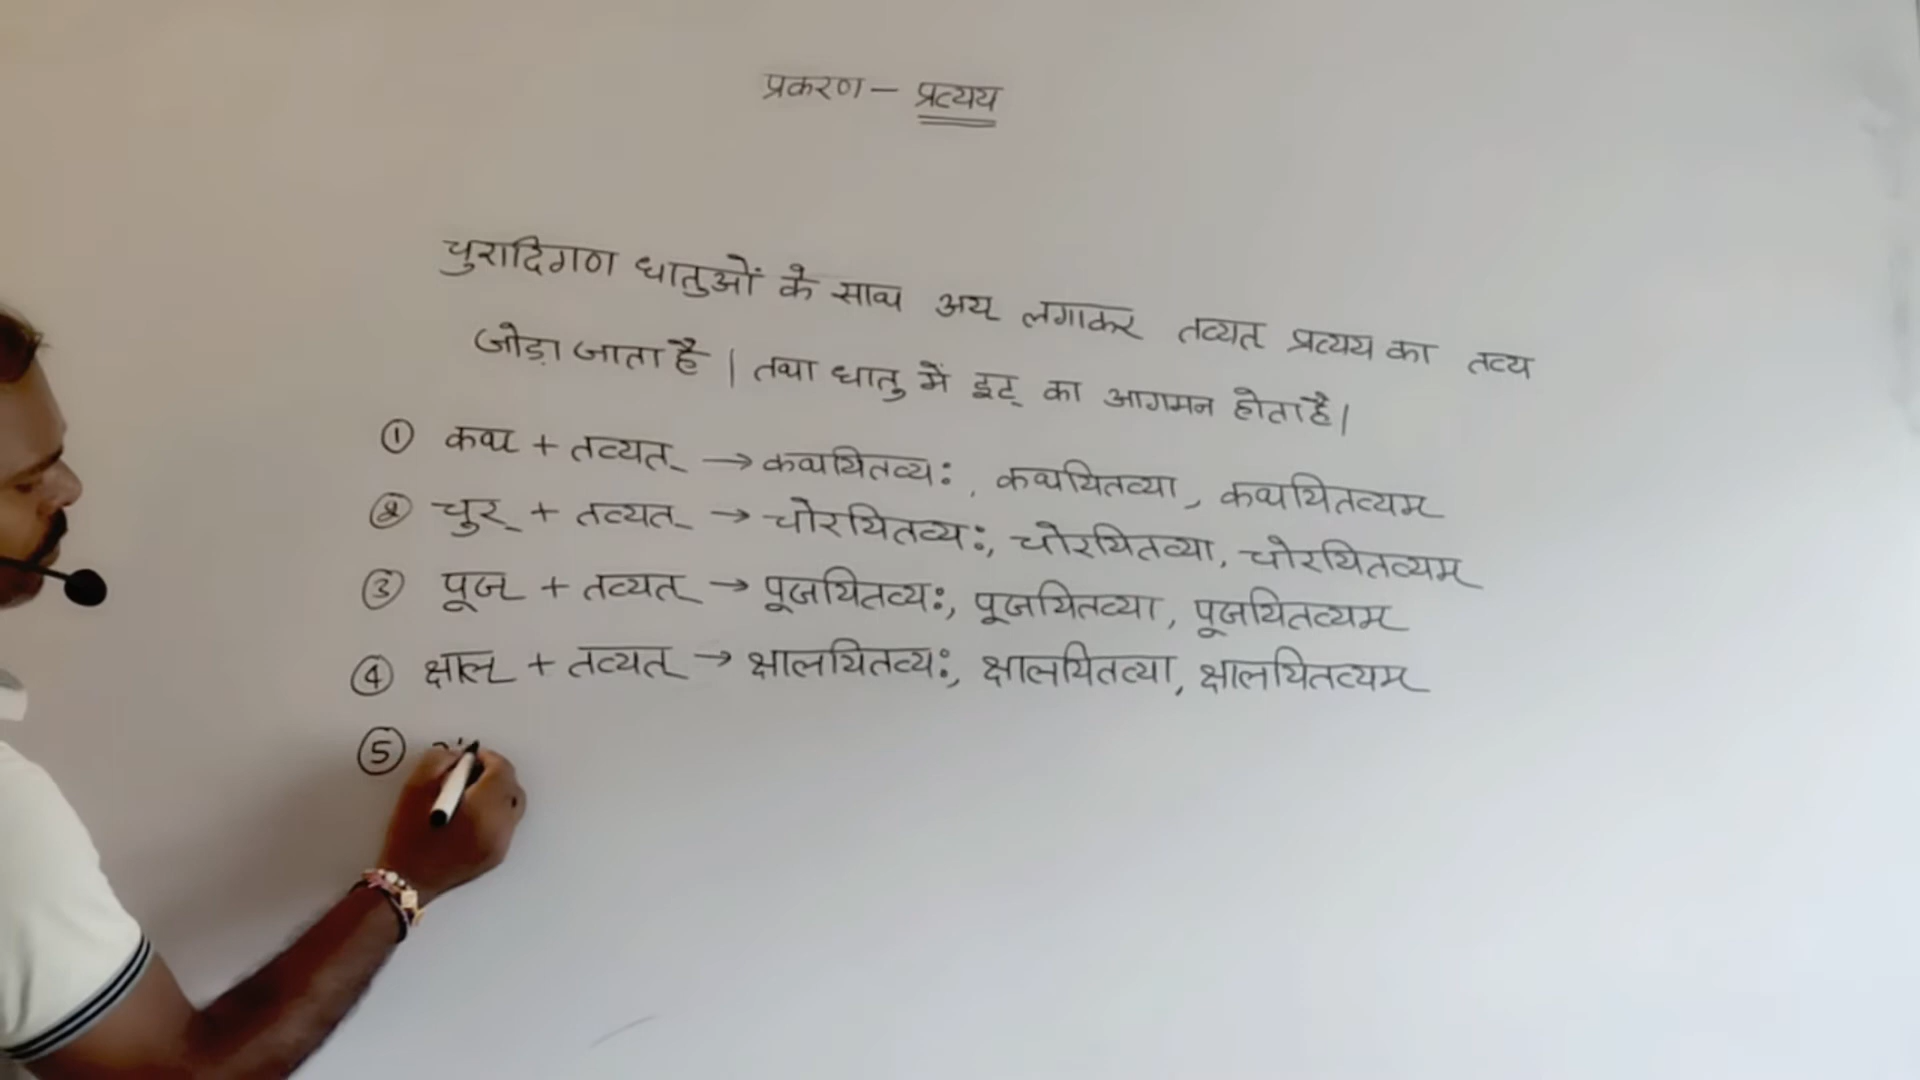 प्रकरण - प्रत्यय
चुरादिगण धातुओं के साथ अय् लगाकर तव्यत् प्रत्यय का तव्य
जोड़ा जाता है | तथा धातु में इट् का आगमन होता है |
① कथ् + तव्यत् → कथयितव्यः, कथयितव्या, कथयितव्यम्
② चुर् + तव्यत् → चोरयितव्यः, चोरयितव्या, चोरयितव्यम्
③ पूज् + तव्यत् → पूजयितव्यः, पूजयितव्या, पूजयितव्यम्
④ क्षाल् + तव्यत् → क्षालयितव्यः, क्षालयितव्या, क्षालयितव्यम्
⑤